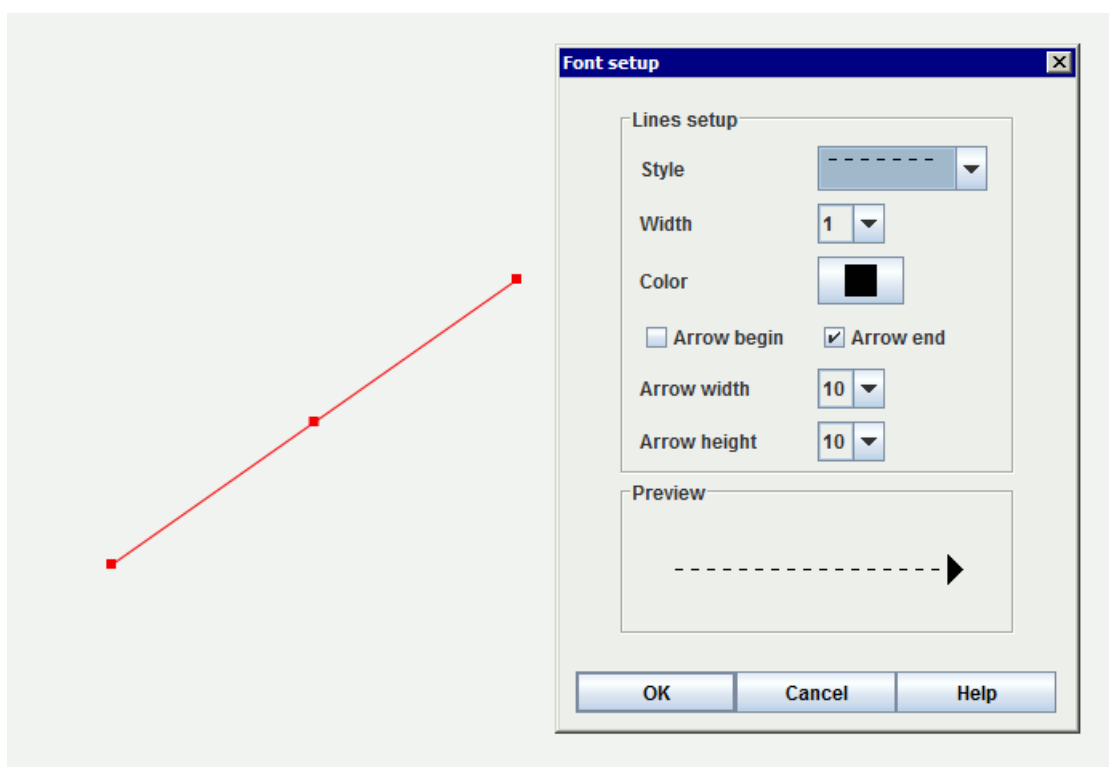 Font setup
Lines setup
Style
Width 1
Color
Arrow begin Arrow end
Arrow width 10
Arrow height 10
Preview
OK Cancel Help